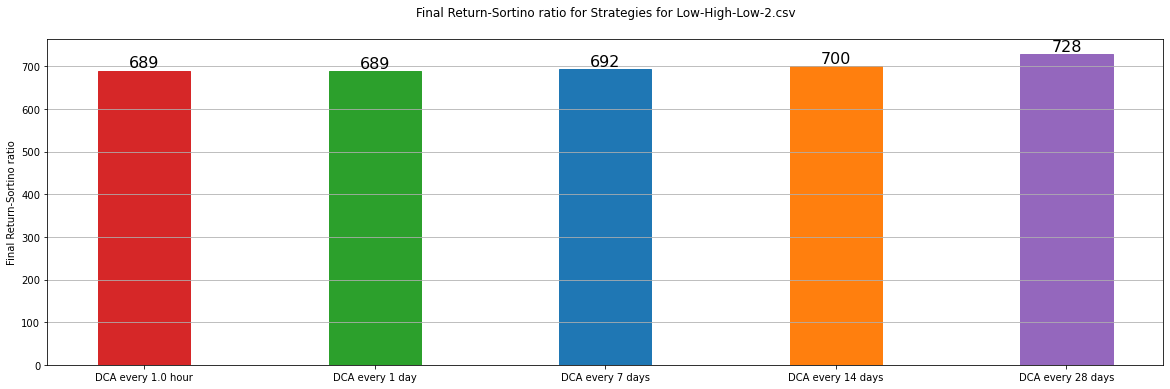 Final Return-Sortino ratio for Strategies for Low-High-Low-2.csv
Final Return-Sortino ratio
700
600
500
400
300
200
100
0
689
689
692
700
728
DCA every 1.0 hour
DCA every 1 day
DCA every 7 days
DCA every 14 days
DCA every 28 days